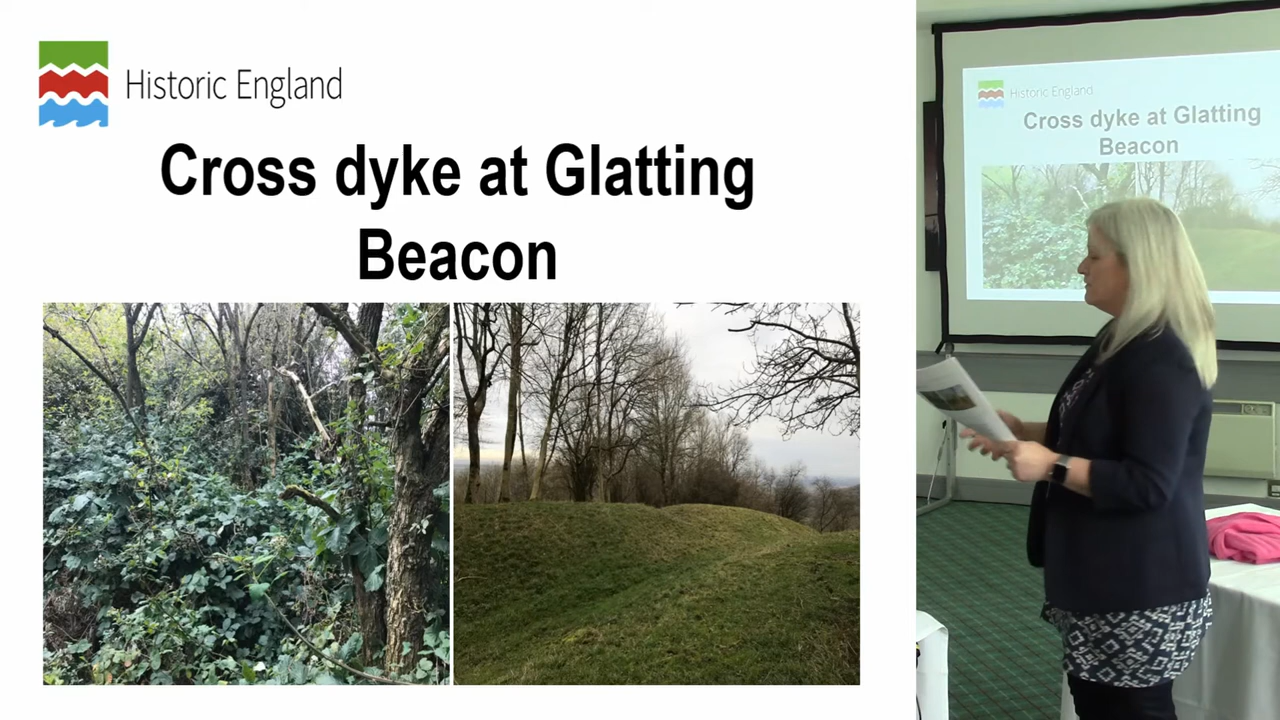 Historic England
Cross dyke at Glatting
Beacon
Historic England
Cross dyke at Glatting
Beacon